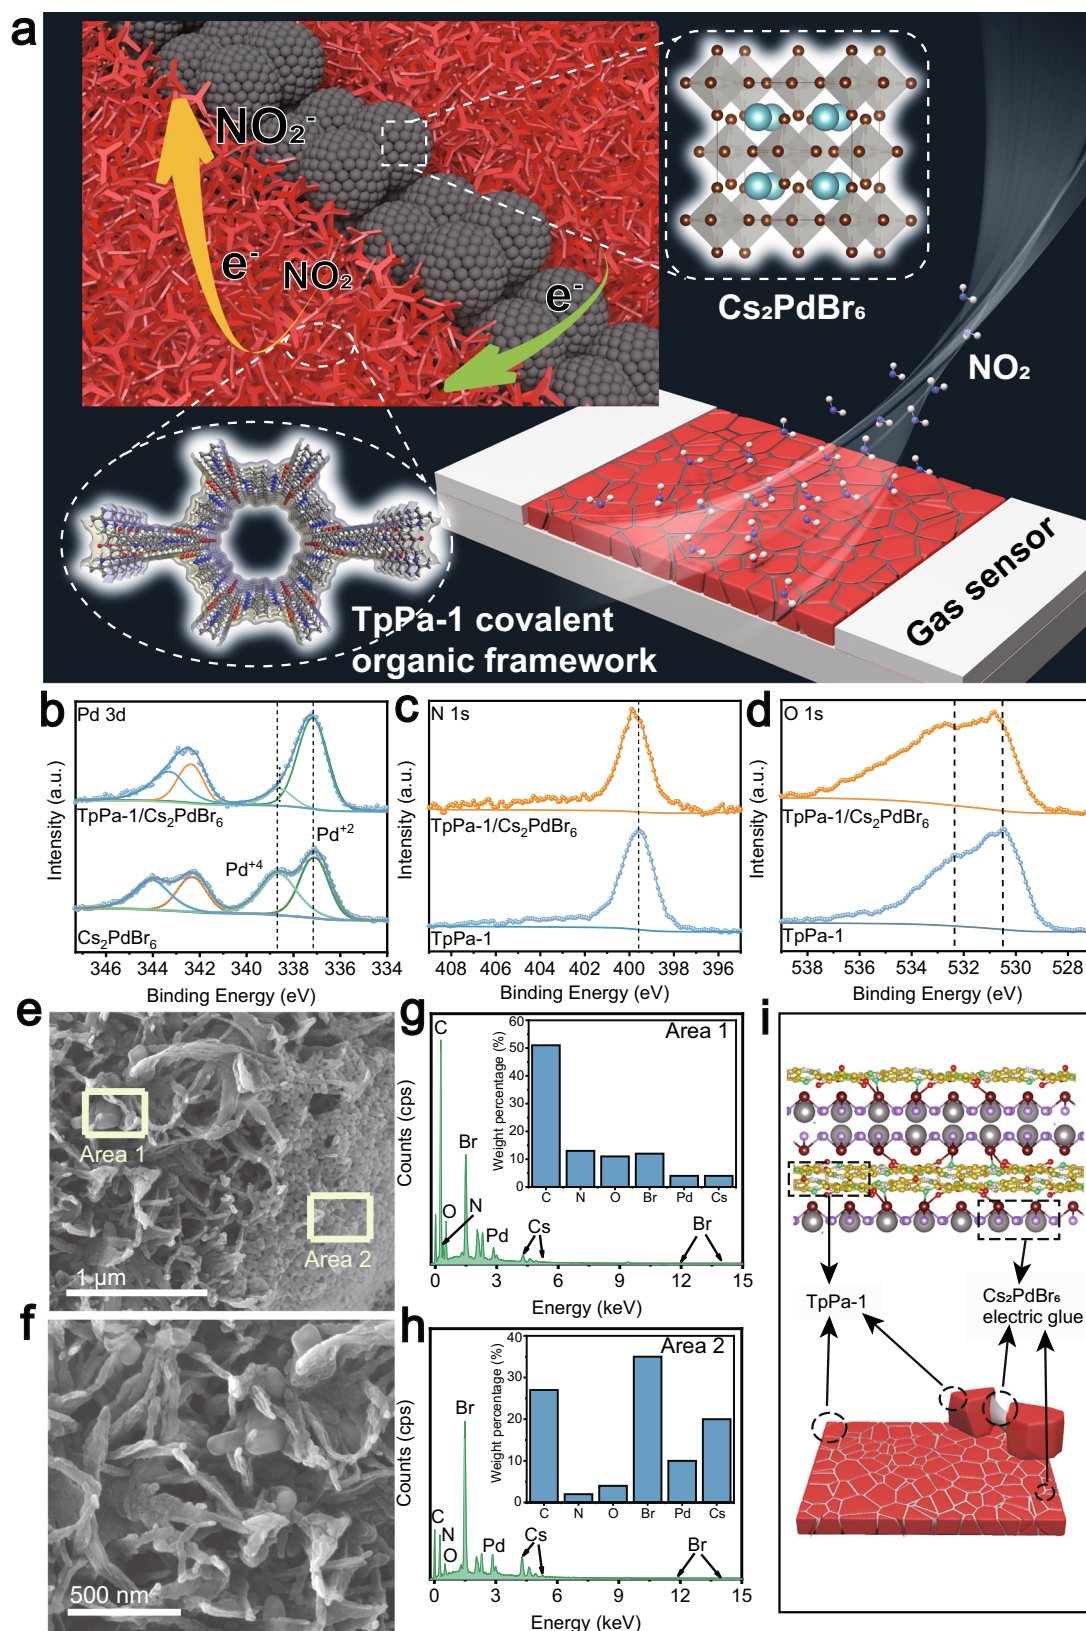 a
NO₂⁻
e⁻
NO₂
e⁻
Cs₂PdBr₆
NO₂
Gas sensor
TpPa-1 covalent
organic framework
b
Pd 3d
TpPa-1/Cs₂PdBr₆
Pd⁺²
Pd⁺⁴
Cs₂PdBr₆
Intensity (a.u.)
346 344 342 340 338 336 334
Binding Energy (eV)
c
N 1s
TpPa-1/Cs₂PdBr₆
TpPa-1
Intensity (a.u.)
408 406 404 402 400 398 396
Binding Energy (eV)
d
O 1s
TpPa-1/Cs₂PdBr₆
TpPa-1
Intensity (a.u.)
538 536 534 532 530 528
Binding Energy (eV)
e
Area 1
Area 2
1 µm
f
500 nm
g
Area 1
C
Br
O
N
Pd
Cs
Br
Counts (cps)
0 3 6 9 12 15
Energy (keV)
Weight percentage (%)
60
50
40
30
20
10
0
C N O Br Pd Cs
h
Area 2
Br
C
N
O
Pd
Cs
Br
Counts (cps)
0 3 6 9 12 15
Energy (keV)
Weight percentage (%)
40
30
20
10
0
C N O Br Pd Cs
i
TpPa-1
Cs₂PdBr₆
electric glue